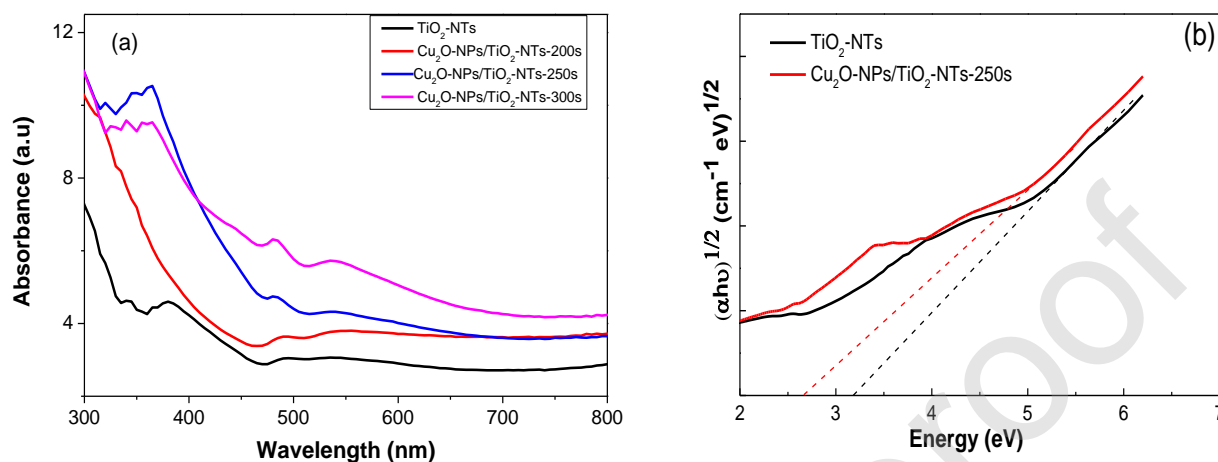 (a)
TiO₂-NTs
Cu₂O-NPs/TiO₂-NTs-200s
Cu₂O-NPs/TiO₂-NTs-250s
Cu₂O-NPs/TiO₂-NTs-300s
12
8
4
Absorbance (a.u)
300 400 500 600 700 800
Wavelength (nm)
(b)
TiO₂-NTs
Cu₂O-NPs/TiO₂-NTs-250s
(αhυ)^1/2 (cm⁻¹ eV)^1/2
2 3 4 5 6 7
Energy (eV)
roof